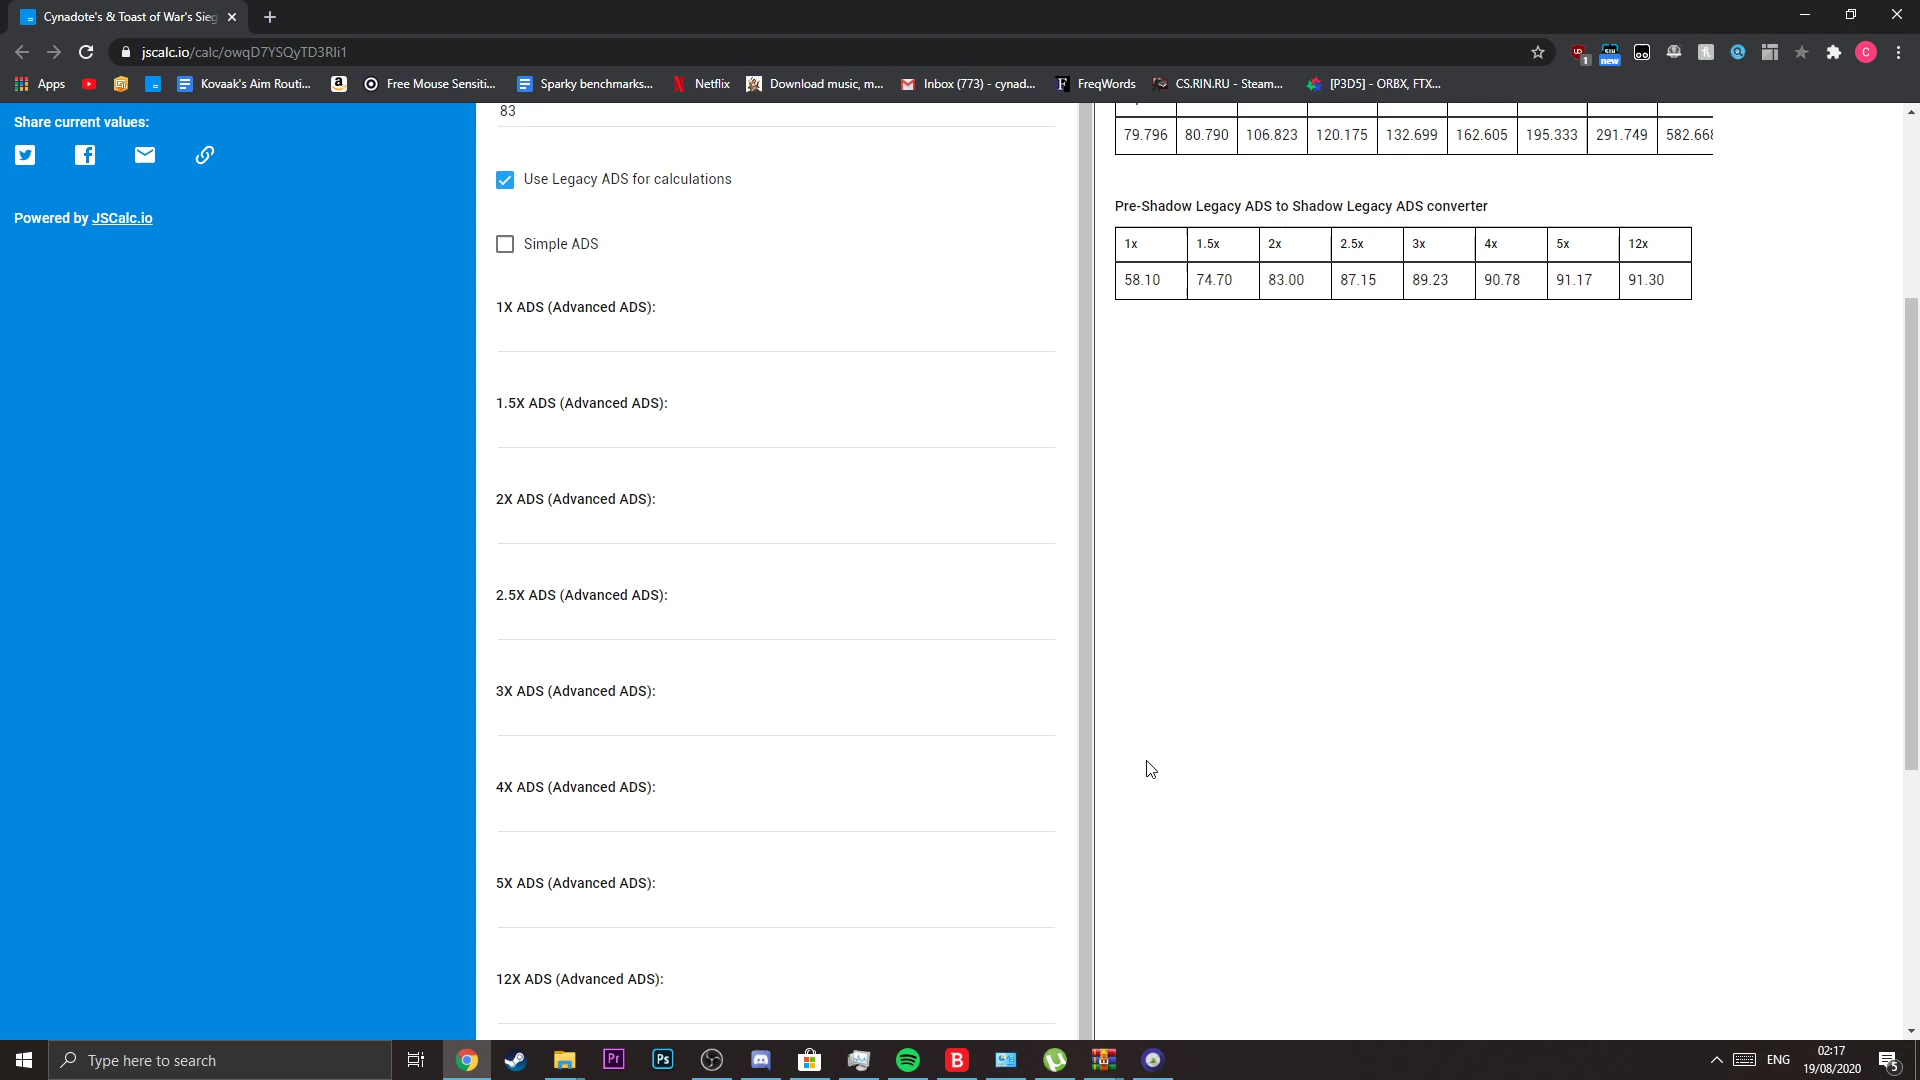 Cynadote's & Toast of War's Sieg
jscalc.io/calc/owqD7YSQyTD3Rli1
1
new
C
Apps
Kovaak's Aim Routi...
Free Mouse Sensiti...
Sparky benchmarks...
Netflix
Download music, m...
Inbox (773) - cynad...
FreqWords
CS.RIN.RU - Steam...
[P3D5] - ORBX, FTX...
Share current values:
Powered by JSCalc.io
83
Use Legacy ADS for calculations
Simple ADS
1X ADS (Advanced ADS):
1.5X ADS (Advanced ADS):
2X ADS (Advanced ADS):
2.5X ADS (Advanced ADS):
3X ADS (Advanced ADS):
4X ADS (Advanced ADS):
5X ADS (Advanced ADS):
12X ADS (Advanced ADS):
79.796 80.790 106.823 120.175 132.699 162.605 195.333 291.749 582.668
Pre-Shadow Legacy ADS to Shadow Legacy ADS converter
1x 1.5x 2x 2.5x 3x 4x 5x 12x
58.10 74.70 83.00 87.15 89.23 90.78 91.17 91.30
Type here to search
Pr
Ps
B
ENG
02:17
19/08/2020
5